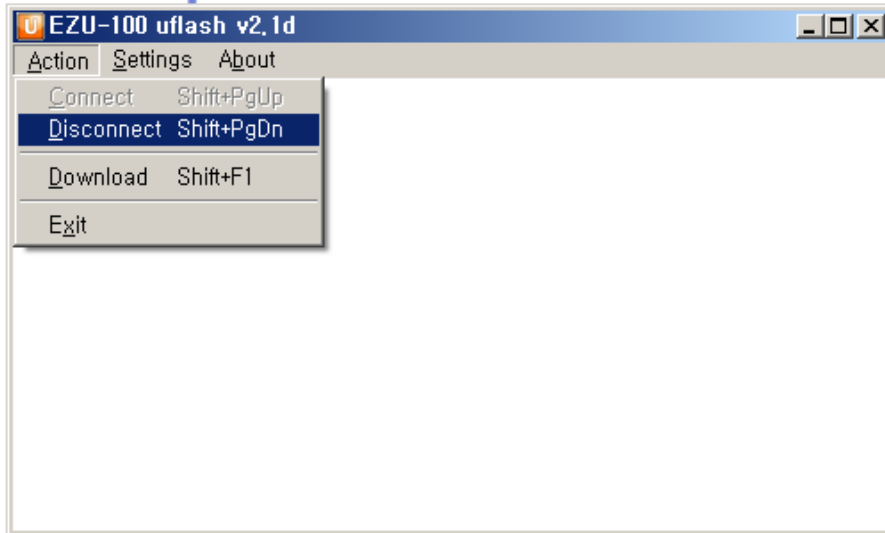 U EZU-100 uflash v2.1d
Action Settings About
Connect Shift+PgUp
Disconnect Shift+PgDn
Download Shift+F1
Exit